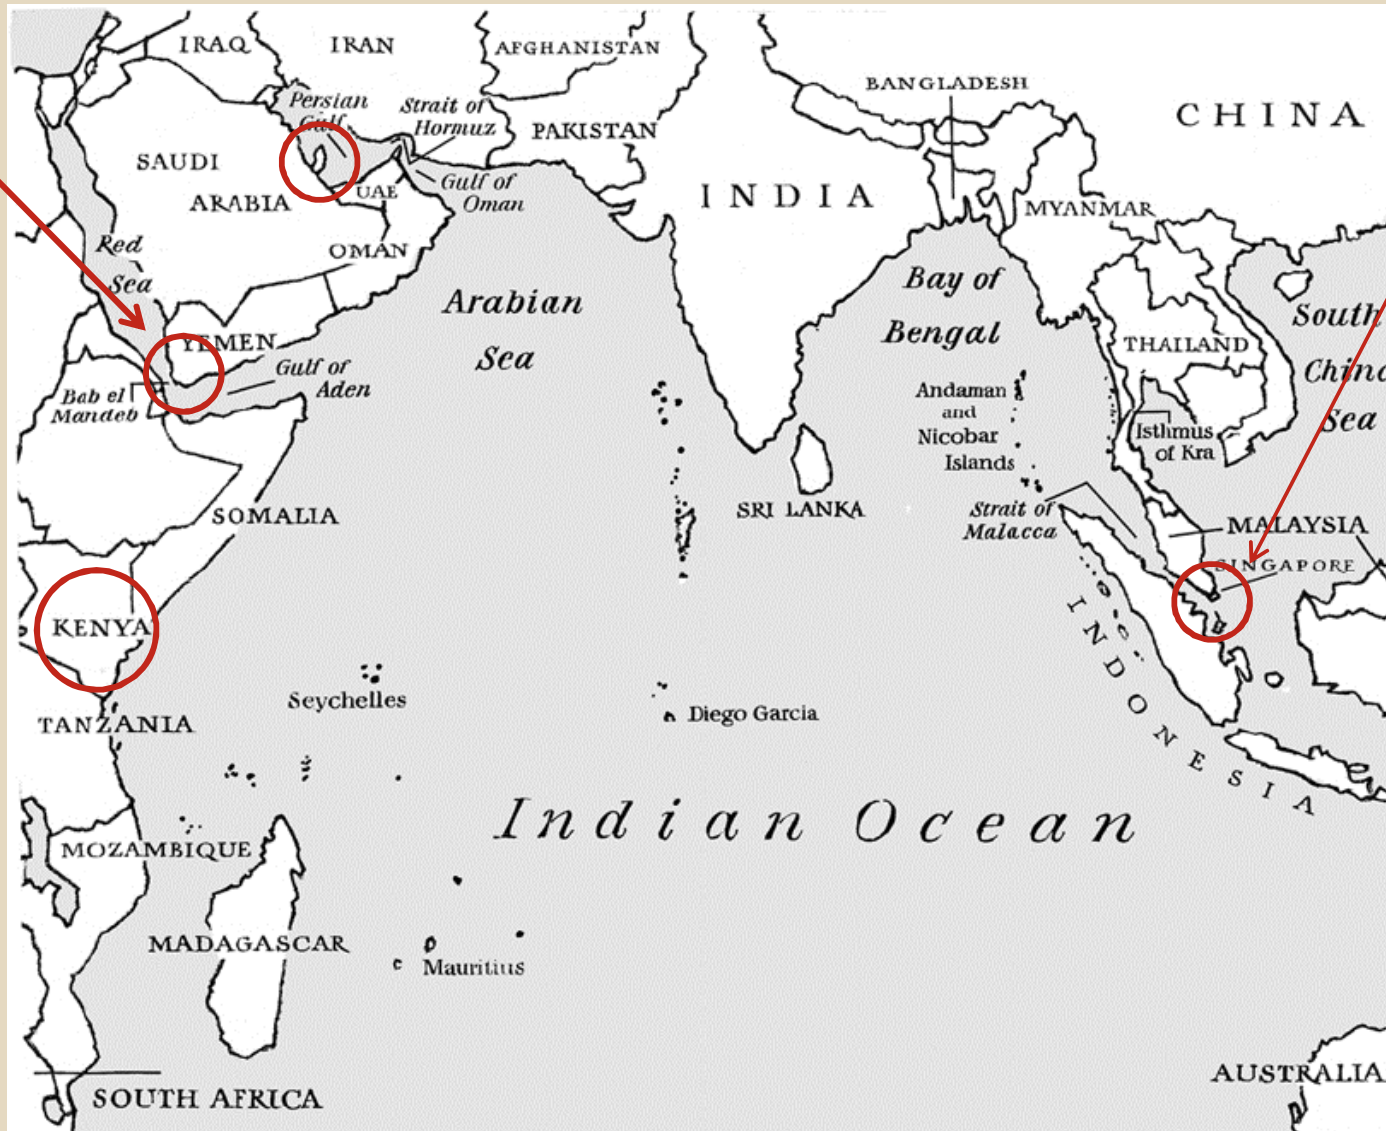 IRAQ
IRAN
AFGHANISTAN
BANGLADESH
CHINA
Persian
Gulf
Strait of
Hormuz
PAKISTAN
SAUDI
ARABIA
UAE
Gulf of
Oman
INDIA
MYANMAR
Red
Sea
OMAN
Arabian
Sea
Bay of
Bengal
South
China
Sea
YEMEN
THAILAND
Gulf of
Aden
Bab el
Mandeb
Andaman
and
Nicobar
Islands
Isthmus
of Kra
SOMALIA
SRI LANKA
Strait of
Malacca
MALAYSIA
SINGAPORE
KENYA
INDONESIA
Seychelles
Diego Garcia
TANZANIA
Indian Ocean
MOZAMBIQUE
MADAGASCAR
Mauritius
AUSTRALIA
SOUTH AFRICA